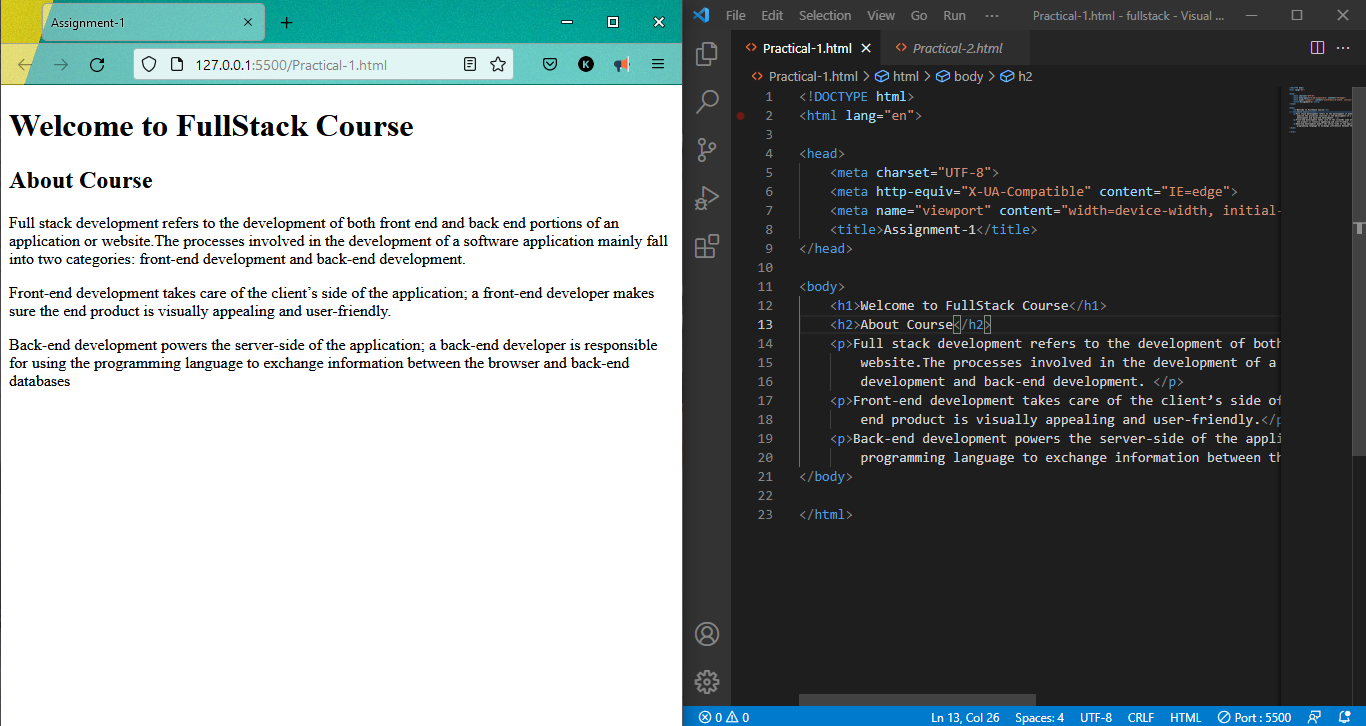 Assignment-1
127.0.0.1:5500/Practical-1.html
K
Welcome to FullStack Course
About Course
Full stack development refers to the development of both front end and back end portions of an
application or website.The processes involved in the development of a software application mainly fall
into two categories: front-end development and back-end development.
Front-end development takes care of the client’s side of the application; a front-end developer makes
sure the end product is visually appealing and user-friendly.
Back-end development powers the server-side of the application; a back-end developer is responsible
for using the programming language to exchange information between the browser and back-end
databases
File Edit Selection View Go Run ··· Practical-1.html - fullstack - Visual ...
Practical-1.html Practical-2.html
Practical-1.html > html > body > h2
1 <!DOCTYPE html>
2 <html lang="en">
3
4 <head>
5 <meta charset="UTF-8">
6 <meta http-equiv="X-UA-Compatible" content="IE=edge">
7 <meta name="viewport" content="width=device-width, initial-
8 <title>Assignment-1</title>
9 </head>
10
11 <body>
12 <h1>Welcome to FullStack Course</h1>
13 <h2>About Course</h2>
14 <p>Full stack development refers to the development of both
15 website.The processes involved in the development of a
16 development and back-end development. </p>
17 <p>Front-end development takes care of the client’s side of
18 end product is visually appealing and user-friendly.</p
19 <p>Back-end development powers the server-side of the appli
20 programming language to exchange information between th
21 </body>
22
23 </html>
0 0 Ln 13, Col 26 Spaces: 4 UTF-8 CRLF HTML Port : 5500